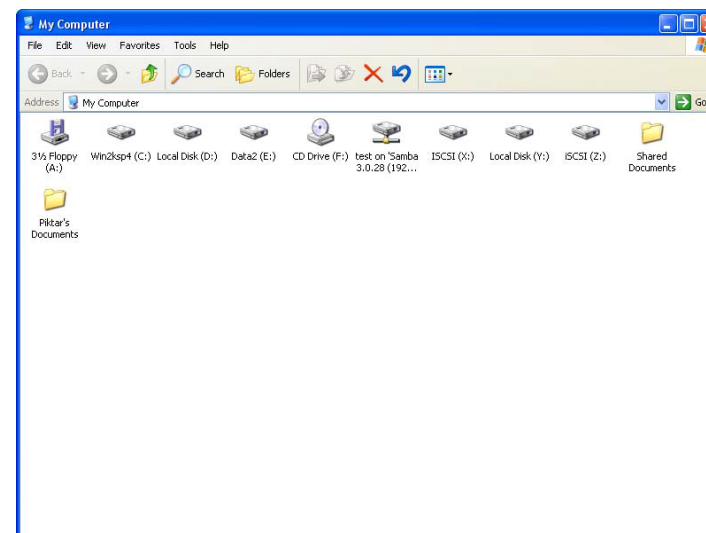 My Computer
File Edit View Favorites Tools Help
Back Search Folders
Address My Computer Go
3½ Floppy (A:) Win2ksp4 (C:) Local Disk (D:) Data2 (E:) CD Drive (F:) test on 'Samba 3.0.28 (192... ISCSI (X:) Local Disk (Y:) iSCSI (Z:) Shared Documents
Piktar's
Documents